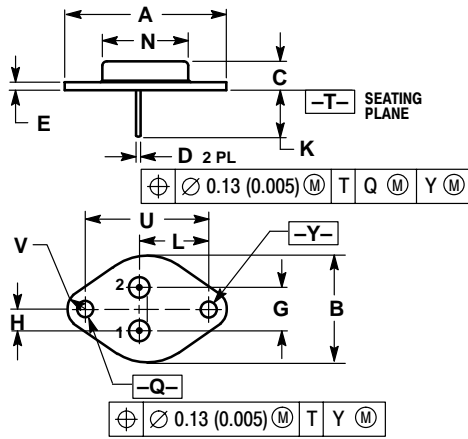 A
N
C
E
–T– SEATING
PLANE
K
D 2 PL
⌖ ∅ 0.13 (0.005) Ⓜ T Q Ⓜ Y Ⓜ
U
V
L
–Y–
2
H
G
B
1
–Q–
⌖ ∅ 0.13 (0.005) Ⓜ T Y Ⓜ